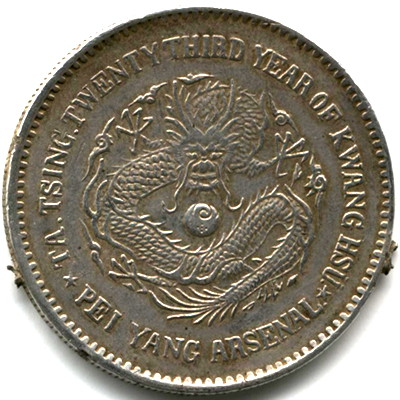 TA. TSING. TWENTY THIRD YEAR OF KWANG HSU.
★ PEI YANG ARSENAL ★